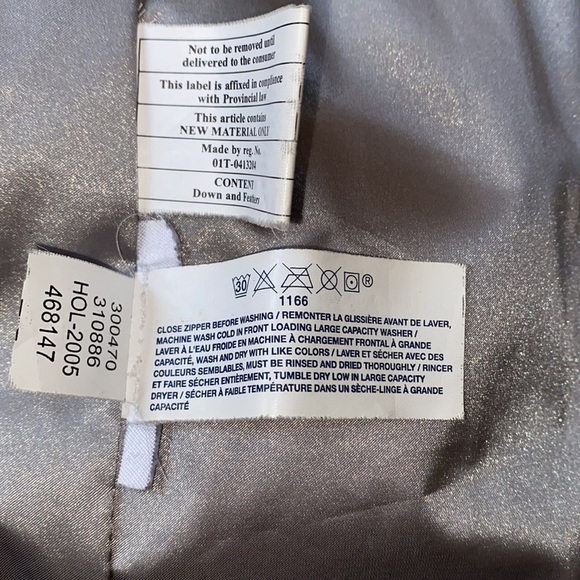 Not to be removed until
delivered to the consumer
This label is affixed in compliance
with Provincial law
This article contains
NEW MATERIAL ONLY
Made by reg. No.
01T-0413204
CONTENT
Down and Feathers
30 ®
1166
CLOSE ZIPPER BEFORE WASHING / REMONTER LA GLISSIÈRE AVANT DE LAVER,
MACHINE WASH COLD IN FRONT LOADING LARGE CAPACITY WASHER /
LAVER À L'EAU FROID EN MACHINE À CHARGEMENT FRONTAL À GRANDE
CAPACITÉ, WASH AND DRY WITH LIKE COLORS / LAVER ET SÉCHER AVEC DES
COULEURS SEMBLABLES, MUST BE RINSED AND DRIED THOROUGHLY / RINCER
ET FAIRE SÉCHER ENTIÈREMENT, TUMBLE DRY LOW IN LARGE CAPACITY
DRYER / SÉCHER À FAIBLE TEMPÉRATURE DANS UN SÈCHE-LINGE À GRANDE
CAPACITÉ
300470
310886
HOL-2005
468147